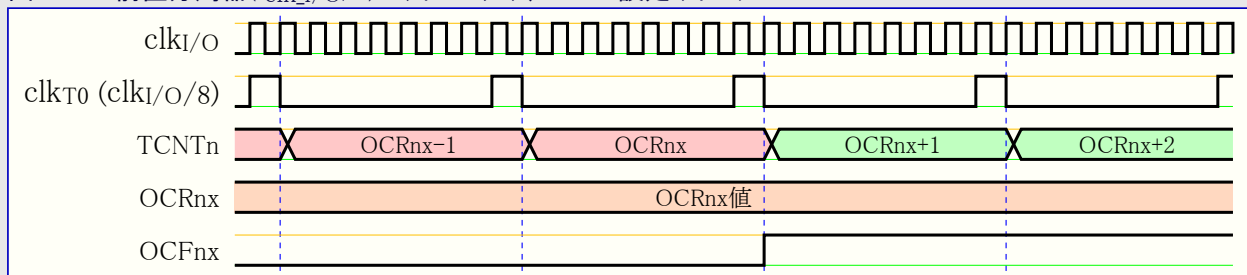 clkI/O
clkT0 (clkI/O/8)
TCNTn OCRnx-1 OCRnx OCRnx+1 OCRnx+2
OCRnx OCRnx値
OCFnx